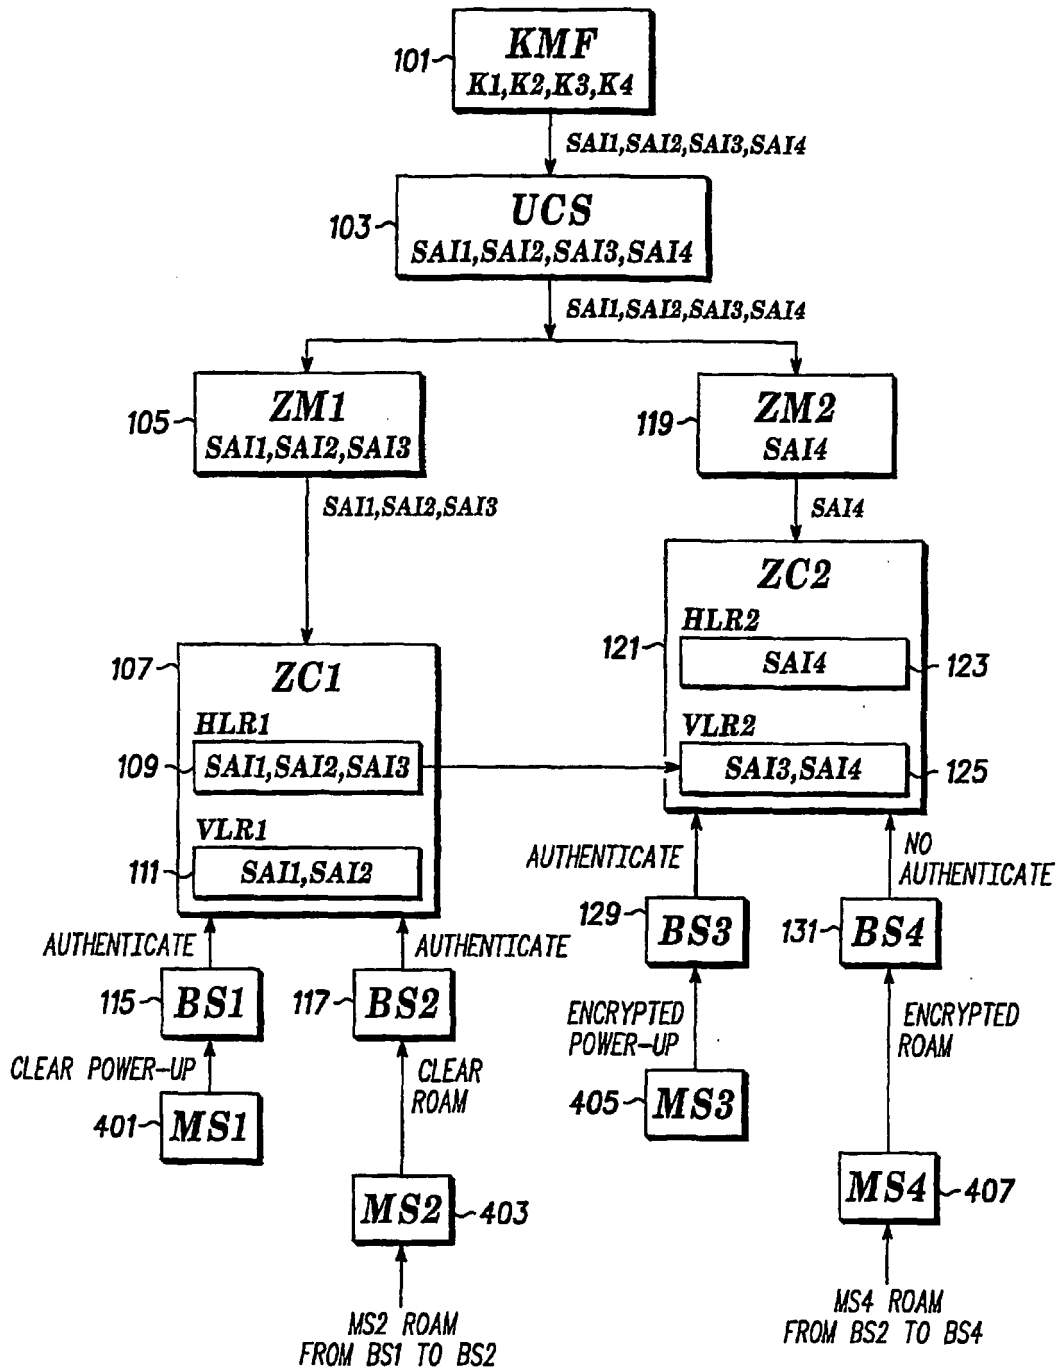 KMF
101
K1,K2,K3,K4
SAI1,SAI2,SAI3,SAI4
UCS
103
SAI1,SAI2,SAI3,SAI4
SAI1,SAI2,SAI3,SAI4
ZM1
105
SAI1,SAI2,SAI3
ZM2
119
SAI4
SAI1,SAI2,SAI3
SAI4
ZC2
HLR2
121
SAI4
123
VLR2
SAI3,SAI4
125
107
ZC1
HLR1
109
SAI1,SAI2,SAI3
VLR1
111
SAI1,SAI2
AUTHENTICATE
NO
AUTHENTICATE
129
BS3
131
BS4
AUTHENTICATE
AUTHENTICATE
115
BS1
117
BS2
ENCRYPTED
POWER-UP
ENCRYPTED
ROAM
CLEAR POWER-UP
CLEAR
ROAM
401
MS1
405
MS3
MS2
403
MS4
407
MS2 ROAM
FROM BS1 TO BS2
MS4 ROAM
FROM BS2 TO BS4